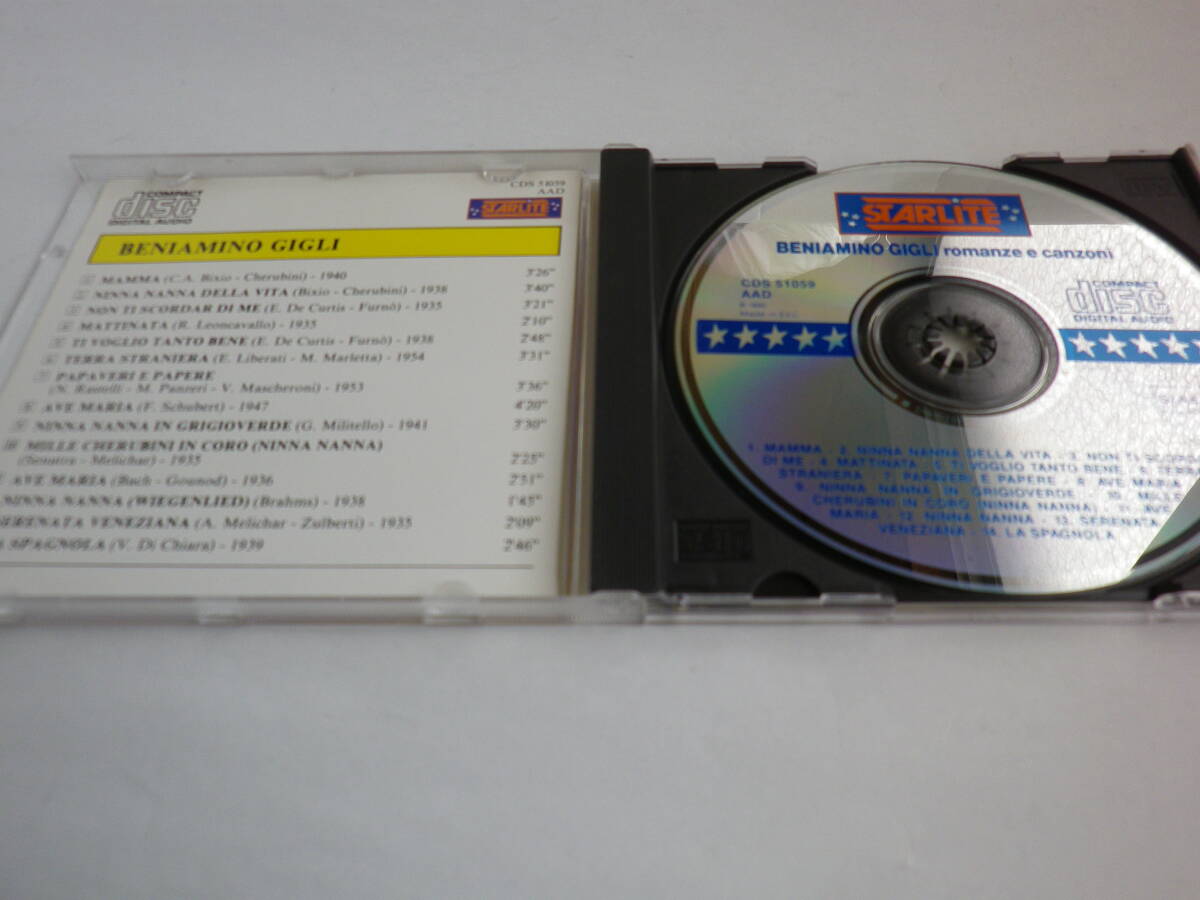 COMPACT
disc
DIGITAL AUDIO
CDS 51059
AAD
STARLITE
BENIAMINO GIGLI
MAMMA (C.A. Bixio - Cherubini) - 1940 3'26"
NINNA NANNA DELLA VITA (Bixio - Cherubini) - 1938 3'40"
NON TI SCORDAR DI ME (E. De Curtis - Furnò) - 1935 3'21"
MATTINATA (R. Leoncavallo) - 1935 2'10"
TI VOGLIO TANTO BENE (E. De Curtis - Furnò) - 1938 2'48"
TERRA STRANIERA (E. Liberati - M. Marletta) - 1954 3'31"
PAPAVERI E PAPERE
(N. Rastelli - M. Panzeri - V. Mascheroni) - 1953 3'36"
AVE MARIA (F. Schubert) - 1947 4'20"
NINNA NANNA IN GRIGIOVERDE (G. Militello) - 1941 3'30"
MILLE CHERUBINI IN CORO (NINNA NANNA)
- Melichar) - 1935 2'25"
AVE MARIA (Bach - Gounod) - 1936 2'51"
NINNA NANNA (WIEGENLIED) (Brahms) - 1938 1'45"
SERENATA VENEZIANA (A. Melichar - Zulberti) - 1935 2'09"
SPAGNOLA (V. Di Chiara) - 1939 2'46"
STARLITE
BENIAMINO GIGLI romanze e canzoni
CDS 51059
AAD
COMPACT
disc
DIGITAL AUDIO
1. MAMMA - 2. NINNA NANNA DELLA VITA - 3. NON TI SCORD
DI ME - 4. MATTINATA - 5. TI VOGLIO TANTO BENE - 6. TERR
STRANIERA - 7. PAPAVERI E PAPERE - 8. AVE MARIA
9. NINNA NANNA IN GRIGIOVERDE - 10. MILLE
CHERUBINI IN CORO (NINNA NANNA) - 11. AVE
MARIA - 12. NINNA NANNA - 13. SERENATA
VENEZIANA - 14. LA SPAGNOLA